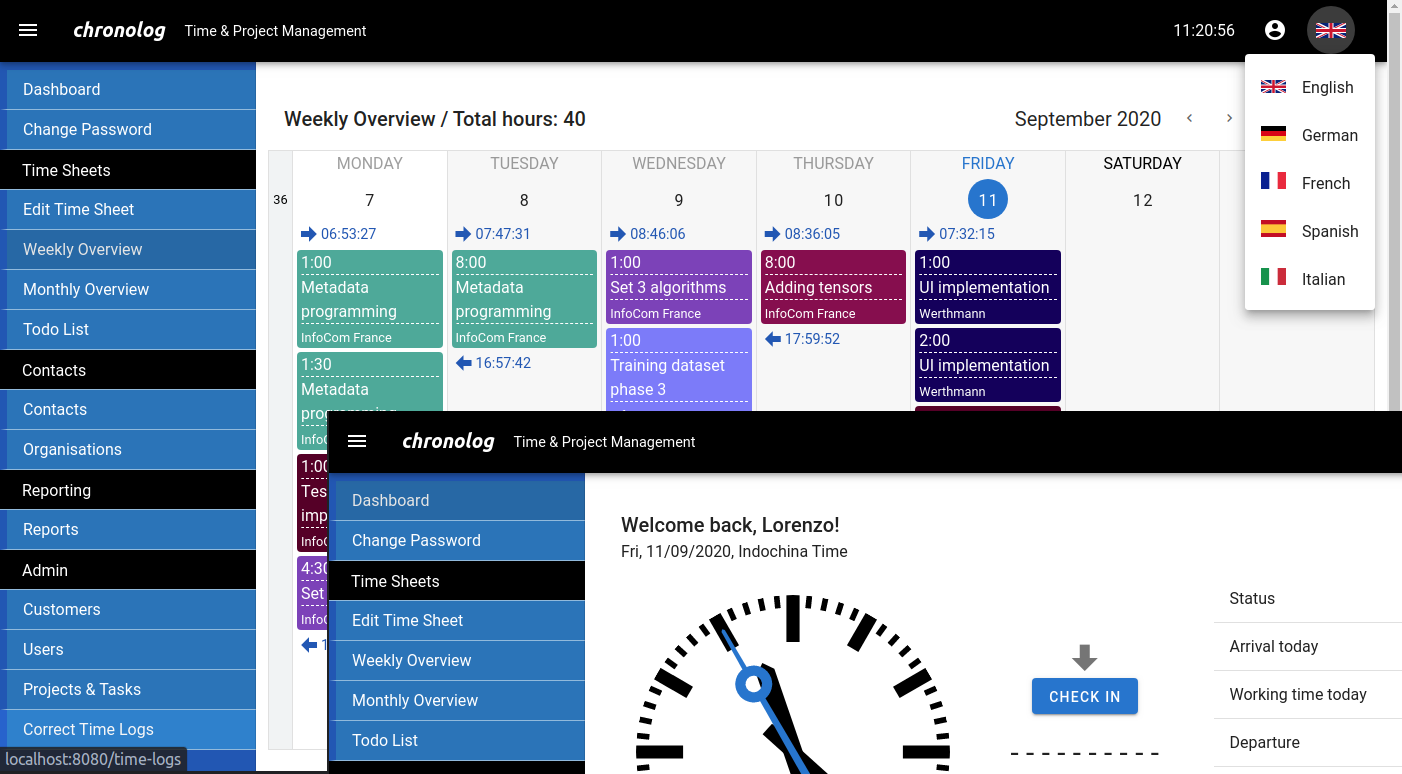 chronolog Time & Project Management 11:20:56
Dashboard
Change Password
Time Sheets
Edit Time Sheet
Weekly Overview
Monthly Overview
Todo List
Contacts
Contacts
Organisations
Reporting
Reports
Admin
Customers
Users
Projects & Tasks
Correct Time Logs
localhost:8080/time-logs
Weekly Overview / Total hours: 40
September 2020
English
German
French
Spanish
Italian
MONDAY TUESDAY WEDNESDAY THURSDAY FRIDAY SATURDAY
36 7 8 9 10 11 12
06:53:27
1:00
Metadata
programming
InfoCom France
1:30
Metadata
1:00
4:30
Set
07:47:31
8:00
Metadata
programming
InfoCom France
16:57:42
08:46:06
1:00
Set 3 algorithms
InfoCom France
1:00
Training dataset
phase 3
08:36:05
8:00
Adding tensors
InfoCom France
17:59:52
07:32:15
1:00
UI implementation
Werthmann
2:00
UI implementation
Werthmann
chronolog Time & Project Management
Dashboard
Change Password
Time Sheets
Edit Time Sheet
Weekly Overview
Monthly Overview
Todo List
Welcome back, Lorenzo!
Fri, 11/09/2020, Indochina Time
CHECK IN
Status
Arrival today
Working time today
Departure